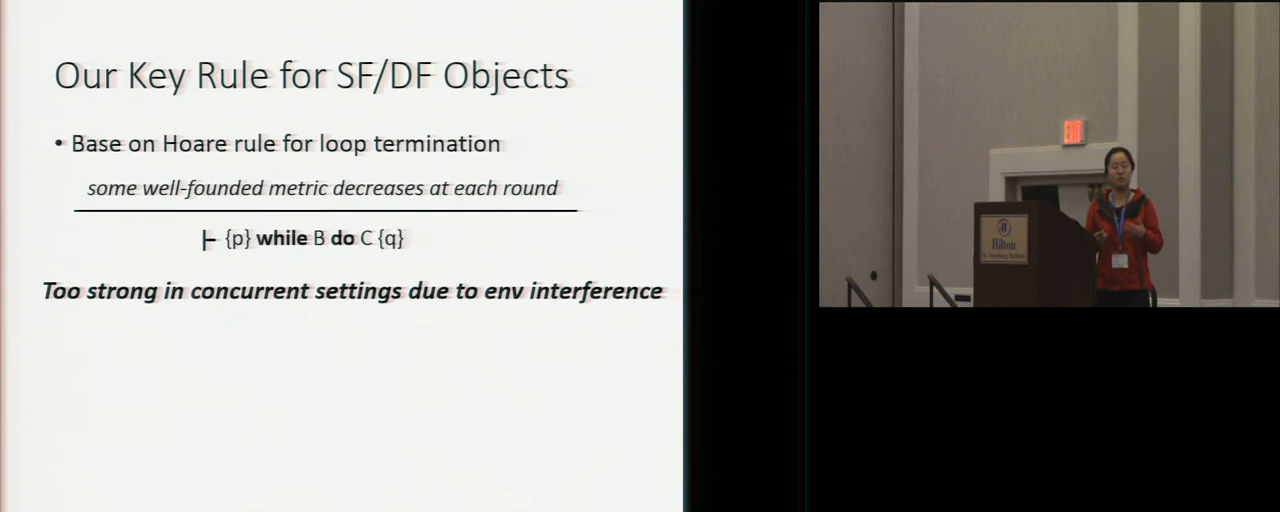 Our Key Rule for SF/DF Objects
• Base on Hoare rule for loop termination
some well-founded metric decreases at each round
⊢ {p} while B do C {q}
Too strong in concurrent settings due to env interference
Hilton